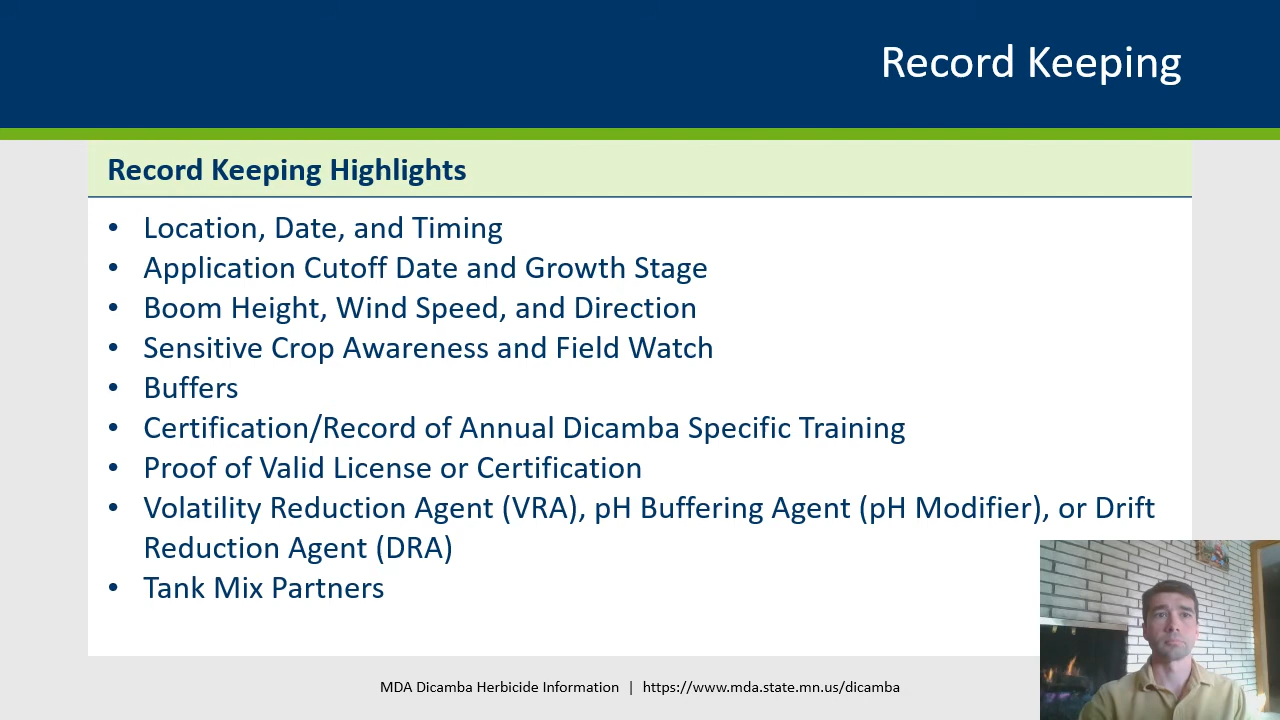 Record Keeping
Record Keeping Highlights
• Location, Date, and Timing
• Application Cutoff Date and Growth Stage
• Boom Height, Wind Speed, and Direction
• Sensitive Crop Awareness and Field Watch
• Buffers
• Certification/Record of Annual Dicamba Specific Training
• Proof of Valid License or Certification
• Volatility Reduction Agent (VRA), pH Buffering Agent (pH Modifier), or Drift
Reduction Agent (DRA)
• Tank Mix Partners
MDA Dicamba Herbicide Information | https://www.mda.state.mn.us/dicamba